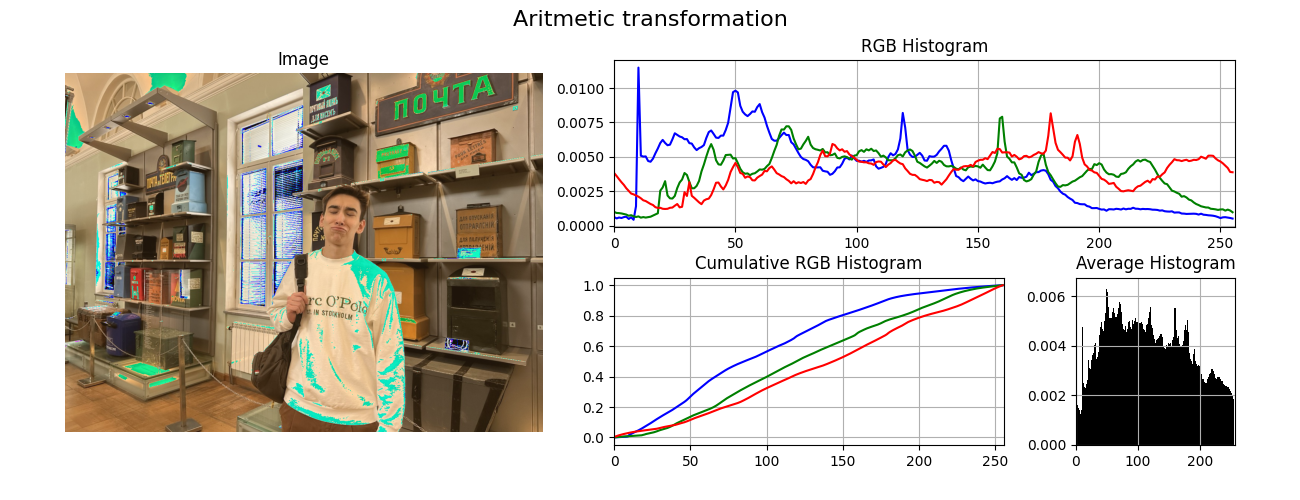 Aritmetic transformation
Image
ПОЧТА
ДЛЯ ПИСЕМЪ
arc O'Polo
IN STOCKHOLM
RGB Histogram
0.0100
0.0075
0.0050
0.0025
0.0000
0 50 100 150 200 250
Cumulative RGB Histogram
1.0
0.8
0.6
0.4
0.2
0.0
0 50 100 150 200 250
Average Histogram
0.006
0.004
0.002
0.000
0 100 200